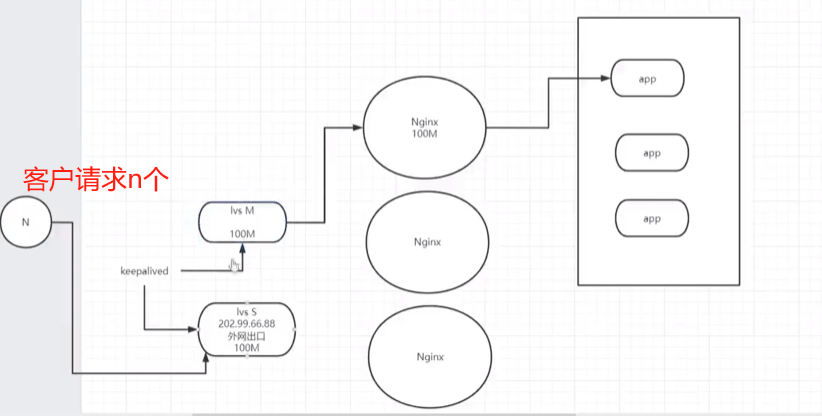 客户请求n个
N
lvs M
100M
keepalived
lvs S
202.99.66.88
外网出口
100M
Nginx
100M
Nginx
Nginx
app
app
app